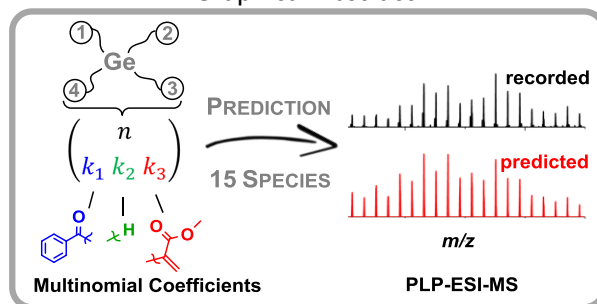 1
2
Ge
4
3
n
k1 k2 k3
O
H
O
O
PREDICTION
15 SPECIES
recorded
predicted
m/z
Multinomial Coefficients
PLP-ESI-MS